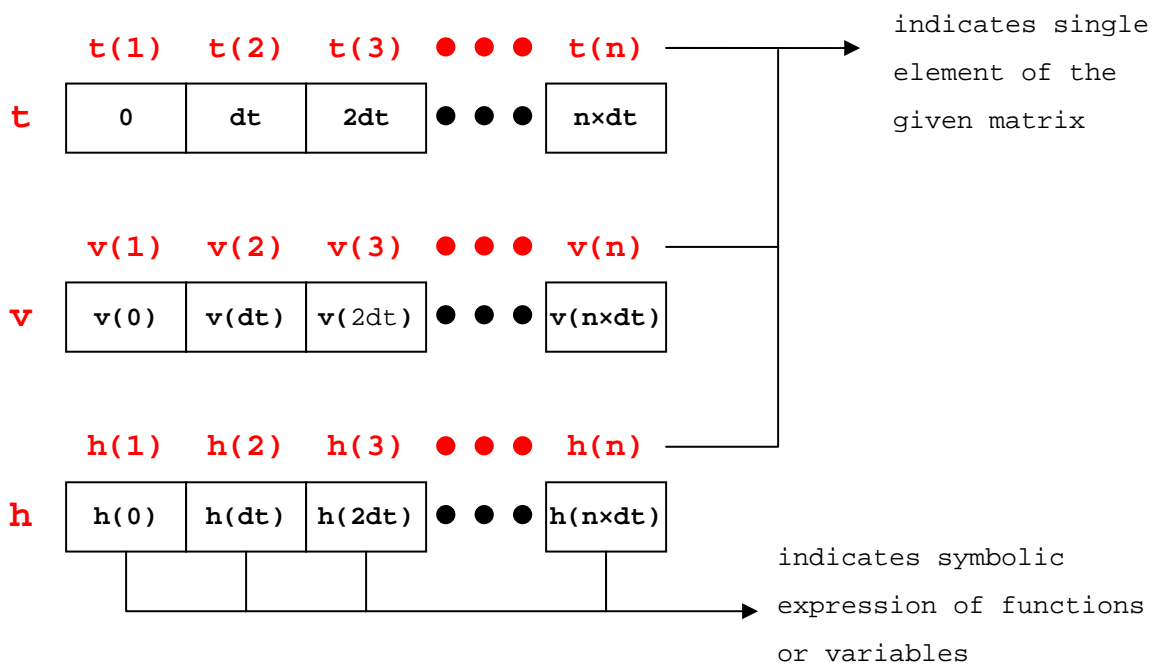 t(1) t(2) t(3) t(n)
indicates single
element of the
given matrix
t 0 dt 2dt n×dt
v(1) v(2) v(3) v(n)
v v(0) v(dt) v(2dt) v(n×dt)
h(1) h(2) h(3) h(n)
h h(0) h(dt) h(2dt) h(n×dt)
indicates symbolic
expression of functions
or variables